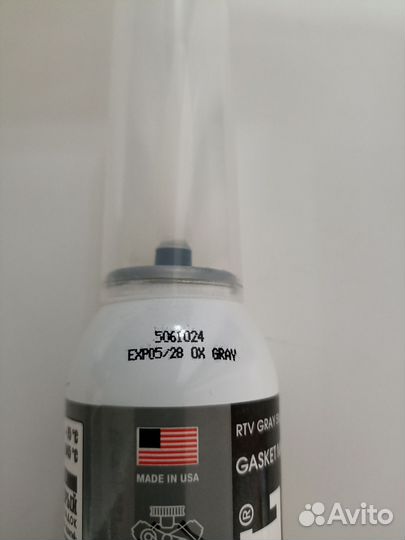 5061024
EXP05/28 OX GRAY
MADE IN USA
RTV GRAY
GASKET
®
Avito